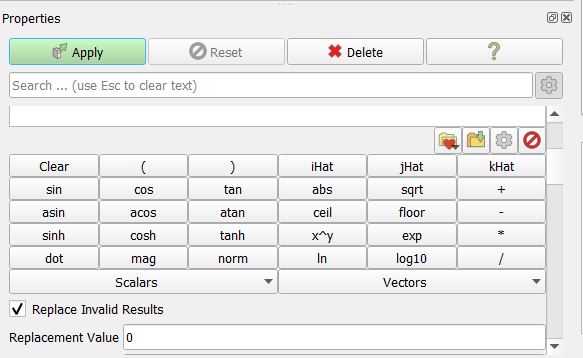 Properties
Apply Reset Delete ?
Search ... (use Esc to clear text)
Clear ( ) iHat jHat kHat
sin cos tan abs sqrt +
asin acos atan ceil floor -
sinh cosh tanh x^y exp *
dot mag norm ln log10 /
Scalars Vectors
Replace Invalid Results
Replacement Value 0